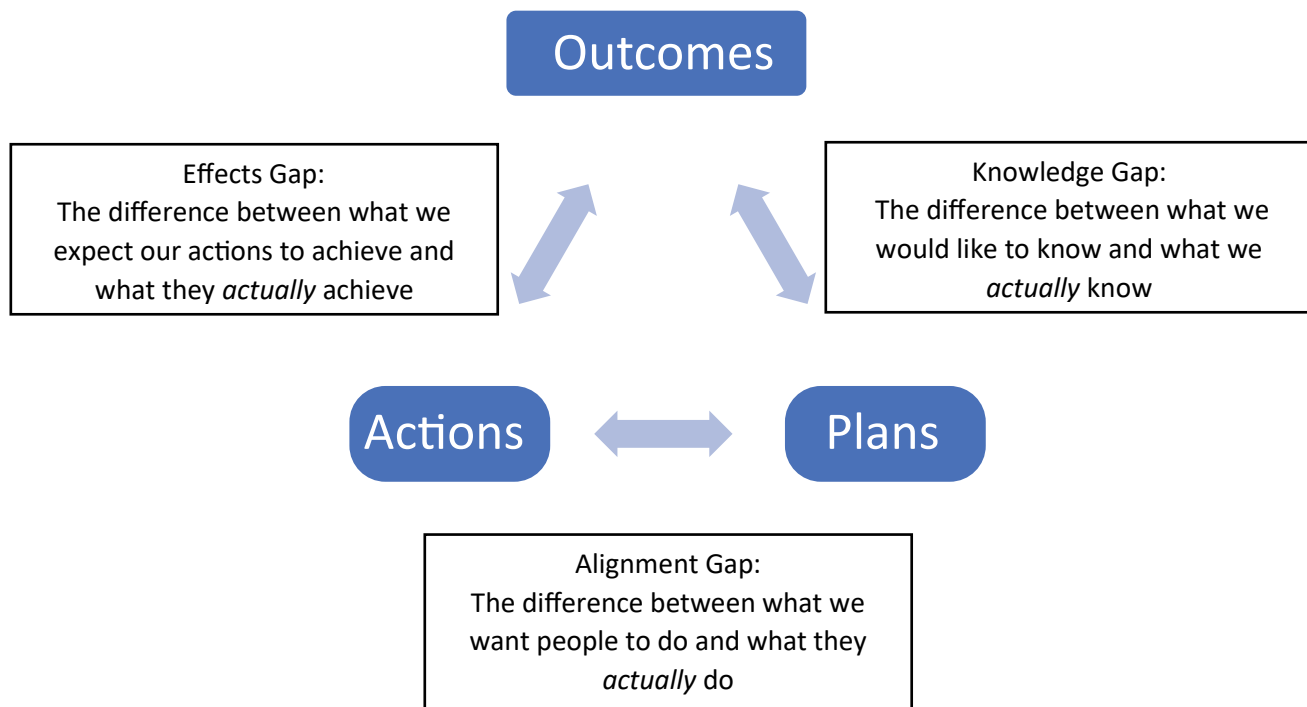 Outcomes
Effects Gap:
The difference between what we
expect our actions to achieve and
what they actually achieve
Knowledge Gap:
The difference between what we
would like to know and what we
actually know
Actions
Plans
Alignment Gap:
The difference between what we
want people to do and what they
actually do